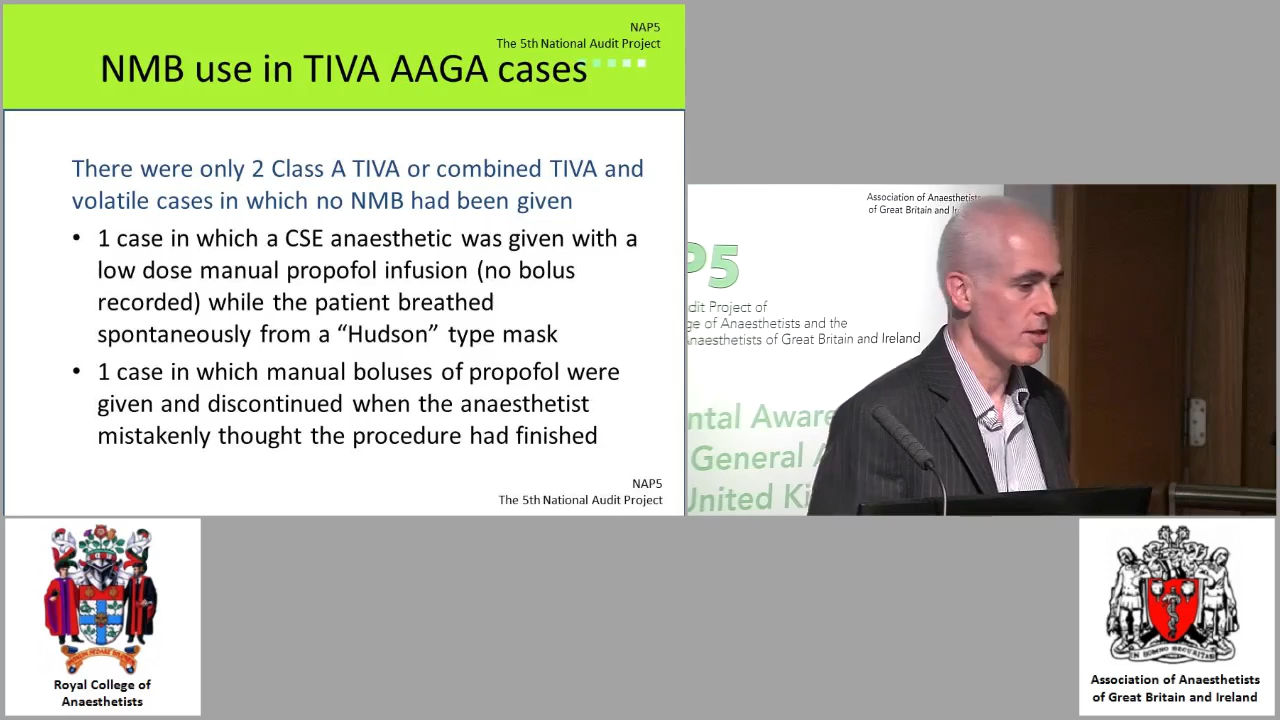 NAP5
The 5th National Audit Project
NMB use in TIVA AAGA cases
There were only 2 Class A TIVA or combined TIVA and
volatile cases in which no NMB had been given
• 1 case in which a CSE anaesthetic was given with a
low dose manual propofol infusion (no bolus
recorded) while the patient breathed
spontaneously from a “Hudson” type mask
• 1 case in which manual boluses of propofol were
given and discontinued when the anaesthetist
mistakenly thought the procedure had finished
NAP5
The 5th National Audit Project
Association of Anaesthetists
of Great Britain and
P5
dit Project of
ge of Anaesthetists and the
Anaesthetists of Great Britain and Ireland
ntal Aware
General A
United Ki
Royal College of
Anaesthetists
Association of Anaesthetists
of Great Britain and Ireland